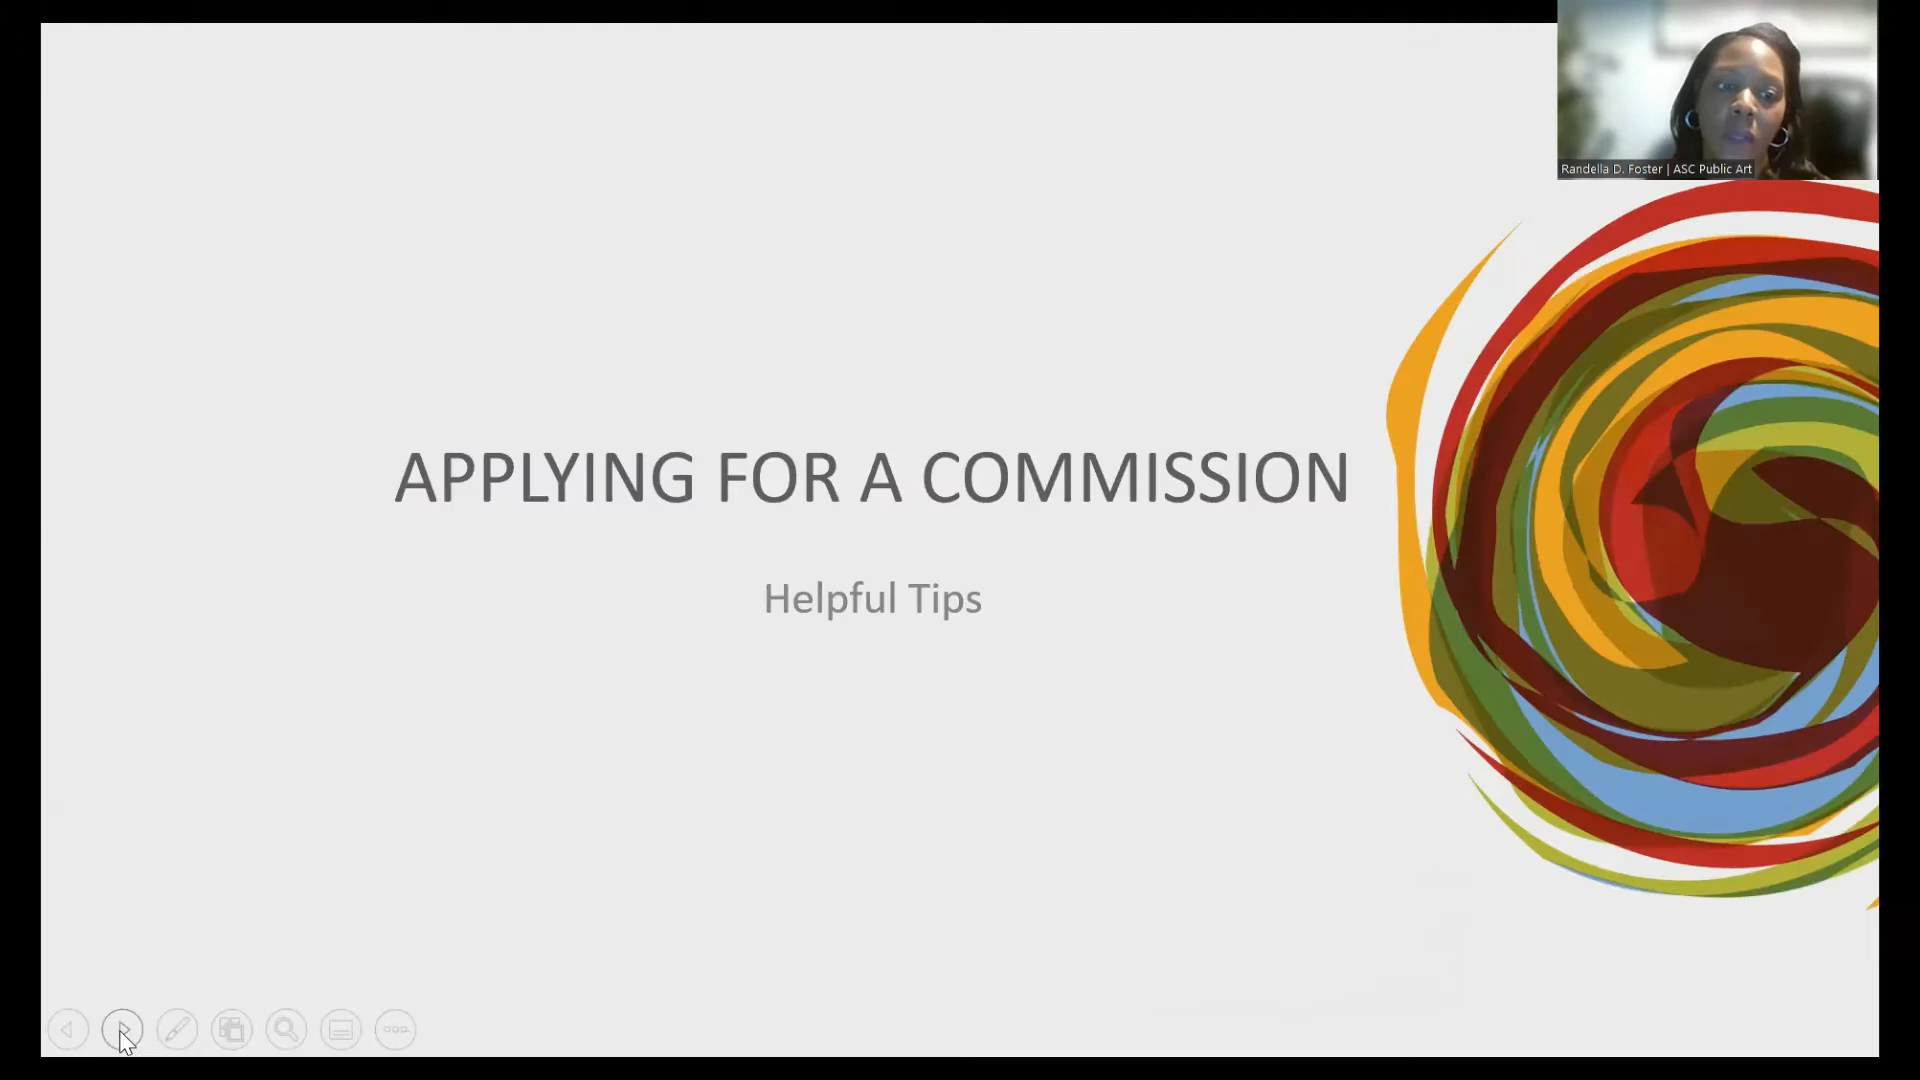 Randella D. Foster | ASC Public Art
APPLYING FOR A COMMISSION
Helpful Tips